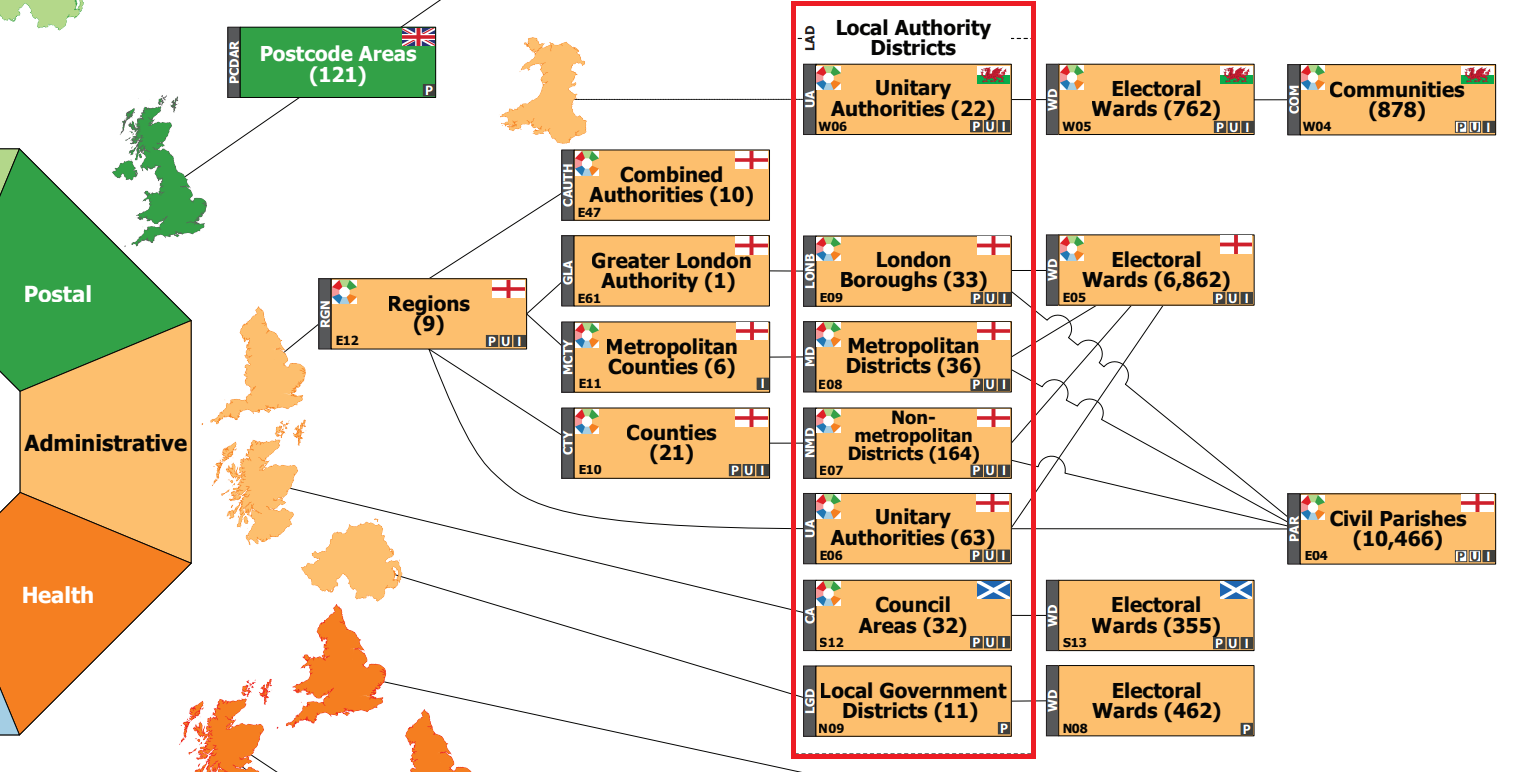 PCDAR
Postcode Areas
(121)
P
Postal
Administrative
Health
RGN
Regions
(9)
E12
P U I
CAUTH
Combined
Authorities (10)
E47
GLA
Greater London
Authority (1)
E61
MCTY
Metropolitan
Counties (6)
E11
I
CTY
Counties
(21)
E10
P U I
LAD
Local Authority
Districts
UA
Unitary
Authorities (22)
W06
P U I
LONB
London
Boroughs (33)
E09
P U I
MD
Metropolitan
Districts (36)
E08
P U I
NMD
Non-
metropolitan
Districts (164)
E07
P U I
UA
Unitary
Authorities (63)
E06
P U I
CA
Council
Areas (32)
S12
P U I
LGD
Local Government
Districts (11)
N09
P
WD
Electoral
Wards (762)
W05
P U I
WD
Electoral
Wards (6,862)
E05
P U I
WD
Electoral
Wards (355)
S13
P U I
WD
Electoral
Wards (462)
N08
P
COM
Communities
(878)
W04
P U I
PAR
Civil Parishes
(10,466)
E04
P U I